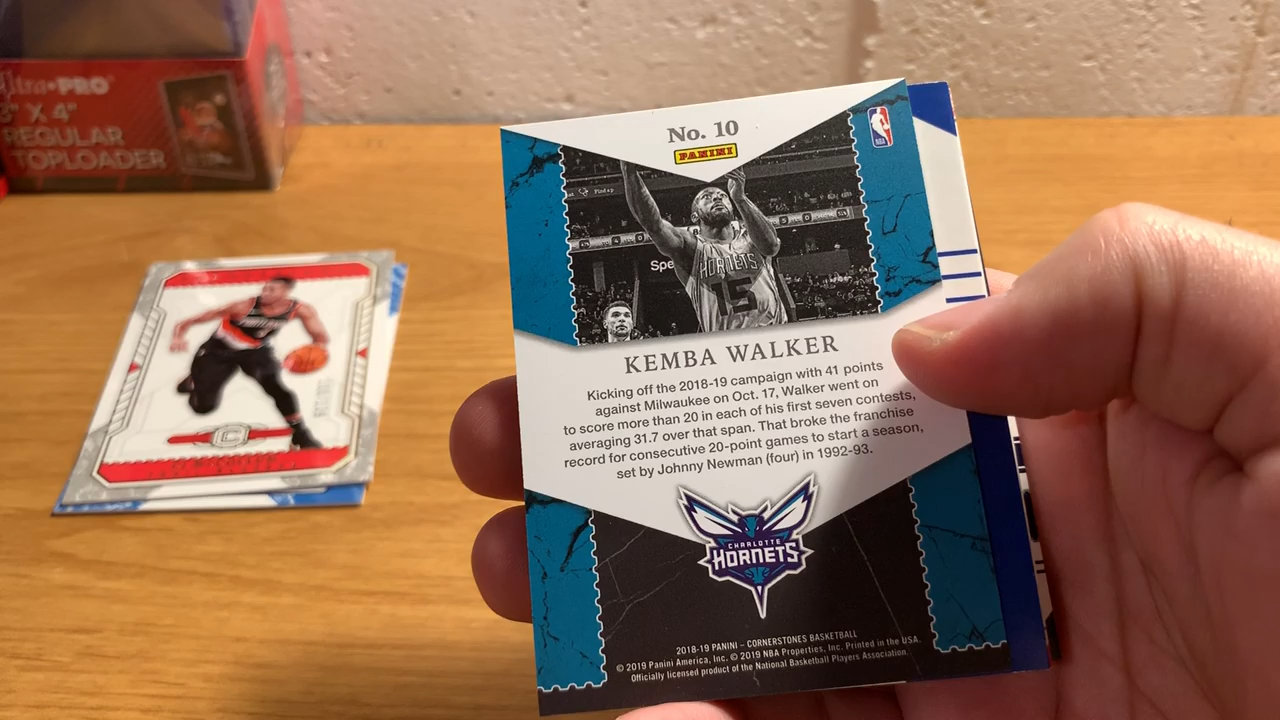 Ultra•PRO
3" X 4"
REGULAR
TOPLOADER
No. 10
PANINI
NBA
HORNETS
15
KEMBA WALKER
Kicking off the 2018-19 campaign with 41 points
against Milwaukee on Oct. 17, Walker went on
to score more than 20 in each of his first seven contests,
averaging 31.7 over that span. That broke the franchise
record for consecutive 20-point games to start a season,
set by Johnny Newman (four) in 1992-93.
CHARLOTTE
HORNETS
2018-19 PANINI – CORNERSTONES BASKETBALL
© 2019 Panini America, Inc. © 2019 NBA Properties, Inc. Printed in the USA.
Officially licensed product of the National Basketball Players Association.